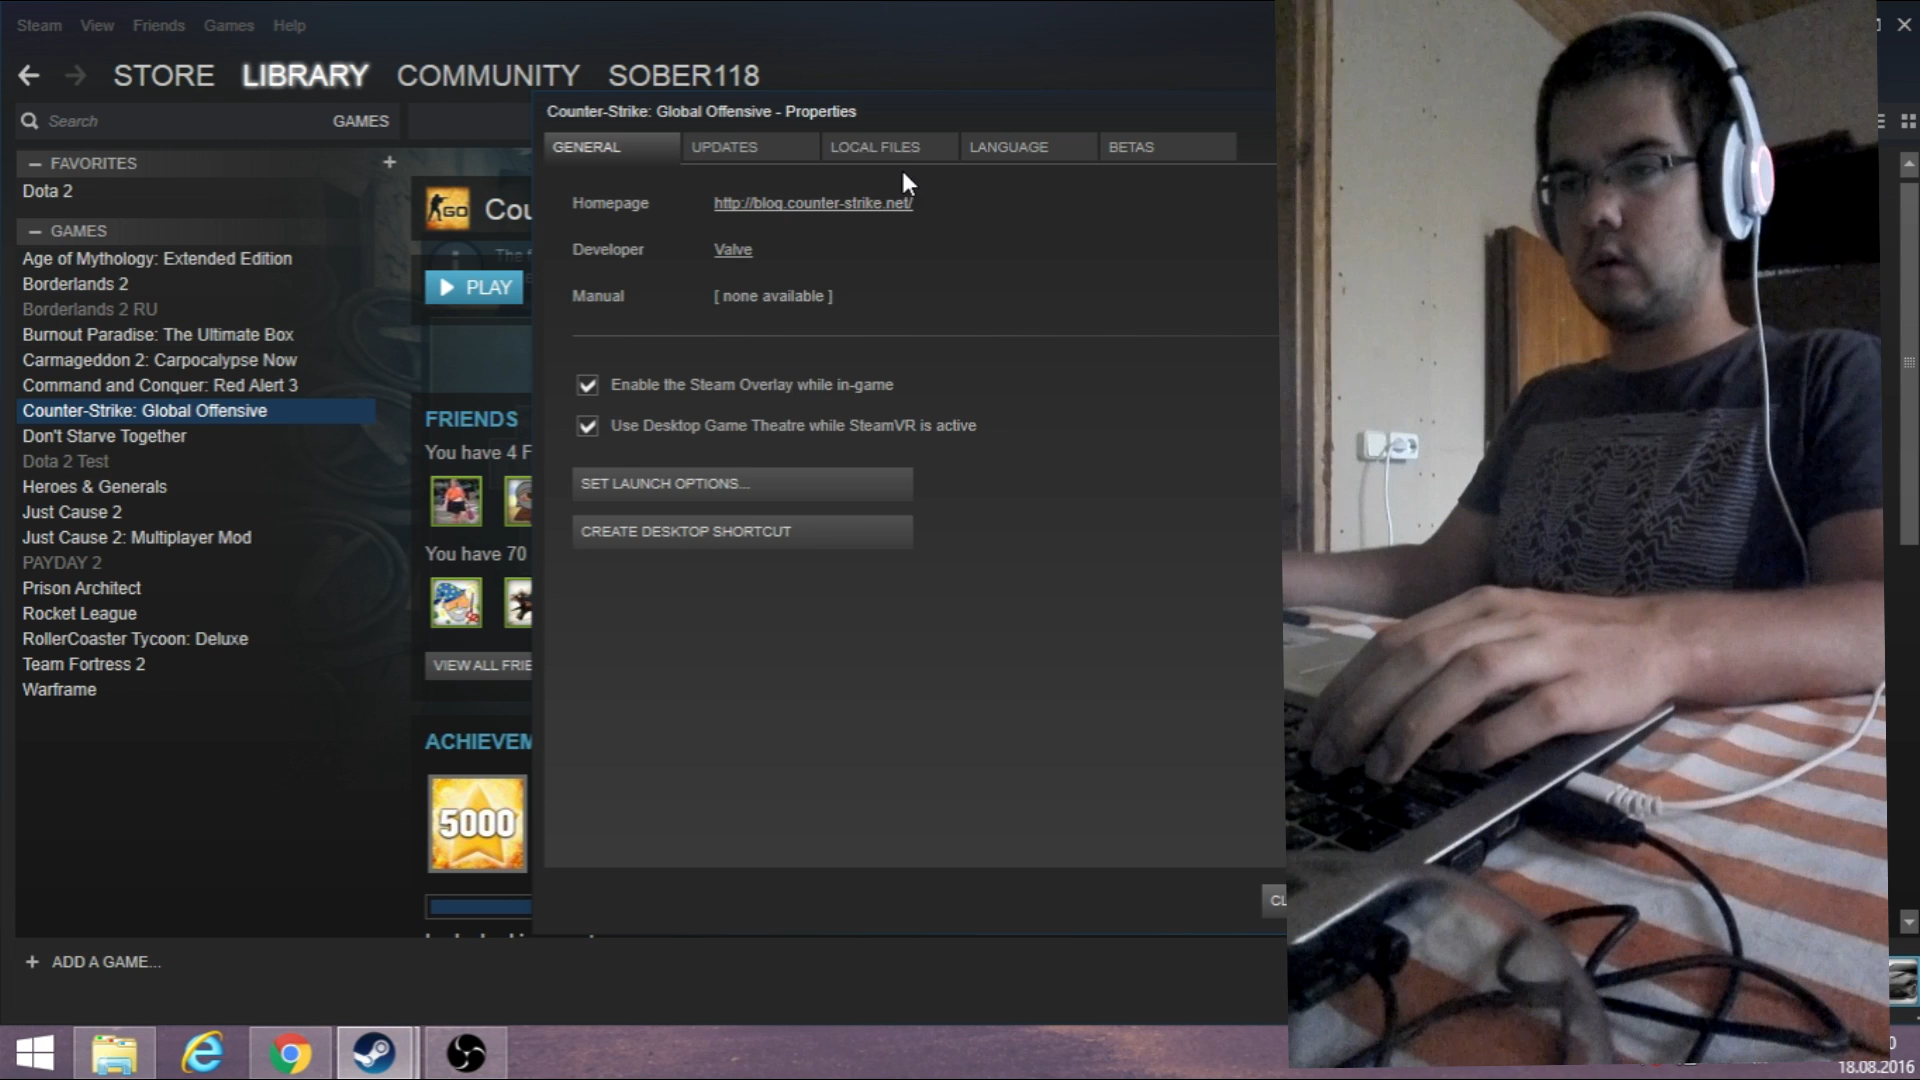 Steam View Friends Games Help
STORE LIBRARY COMMUNITY SOBER118
Search GAMES
Counter-Strike: Global Offensive - Properties
GENERAL UPDATES LOCAL FILES LANGUAGE BETAS
− FAVORITES +
Dota 2
− GAMES
Age of Mythology: Extended Edition
Borderlands 2
Borderlands 2 RU
Burnout Paradise: The Ultimate Box
Carmageddon 2: Carpocalypse Now
Command and Conquer: Red Alert 3
Counter-Strike: Global Offensive
Don't Starve Together
Dota 2 Test
Heroes & Generals
Just Cause 2
Just Cause 2: Multiplayer Mod
PAYDAY 2
Prison Architect
Rocket League
RollerCoaster Tycoon: Deluxe
Team Fortress 2
Warframe
+ ADD A GAME...
GO Cou
The f
PLAY
FRIENDS
You have 4 F
You have 70
VIEW ALL FRIE
ACHIEVEM
5000
Homepage http://blog.counter-strike.net/
Developer Valve
Manual [ none available ]
Enable the Steam Overlay while in-game
Use Desktop Game Theatre while SteamVR is active
SET LAUNCH OPTIONS...
CREATE DESKTOP SHORTCUT
CL
0
18.08.2016